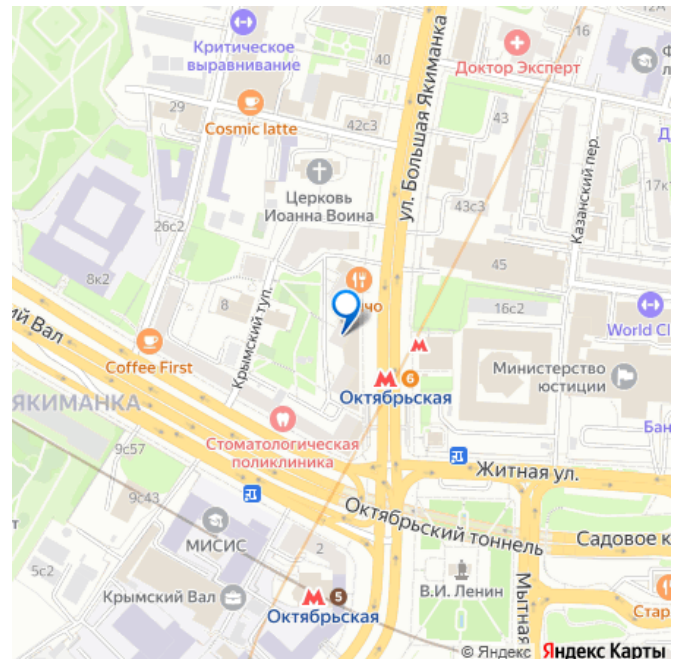 12А
16
Критическое
выравнивание
40
Доктор Эксперт
Ф
л
29
Cosmic latte
42с3
43
ул. Большая Якиманка
Казанский пер.
Д
17к
Церковь
Иоанна Воина
43с3
26с2
45
8к2
8
Крымский туп.
чо
16с2
ий Вал
World Cl
Coffee First
Министерство
юстиции
6
Октябрьская
ЯКИМАНКА
Бан
Стоматологическая
поликлиника
9с57
Житная ул.
9с43
Октябрьский тоннель
Садовое к
МИСИС
2
т
5с2
В.И. Ленин
Мытная
Крымский Вал
5
Октябрьская
Стар
© Яндекс Яндекс Карты